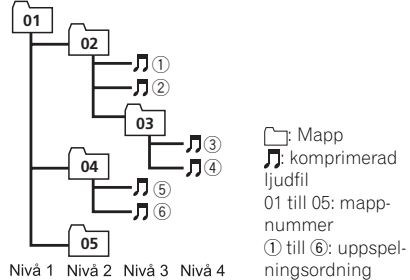 01
02
①
②
03
③
④
04
⑤
⑥
05
Nivå 1 Nivå 2 Nivå 3 Nivå 4
: Mapp
: komprimerad
ljudfil
01 till 05: mapp-
nummer
① till ⑥: uppspel-
ningsordning